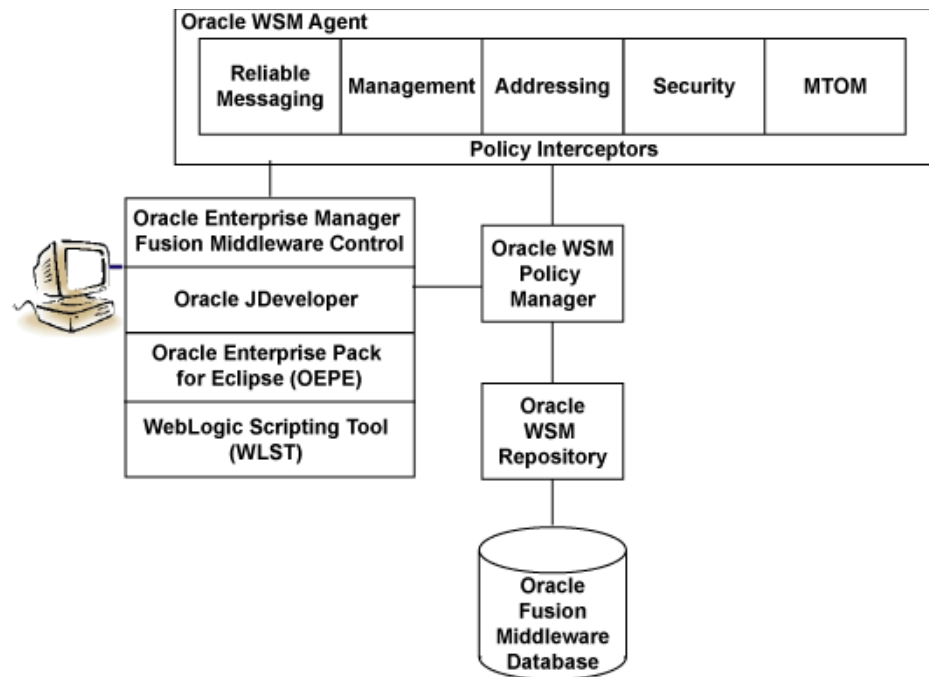 Oracle WSM Agent
Reliable
Messaging
Management
Addressing
Security
MTOM
Policy Interceptors
Oracle Enterprise Manager
Fusion Middleware Control
Oracle JDeveloper
Oracle Enterprise Pack
for Eclipse (OEPE)
WebLogic Scripting Tool
(WLST)
Oracle WSM
Policy
Manager
Oracle
WSM
Repository
Oracle
Fusion
Middleware
Database